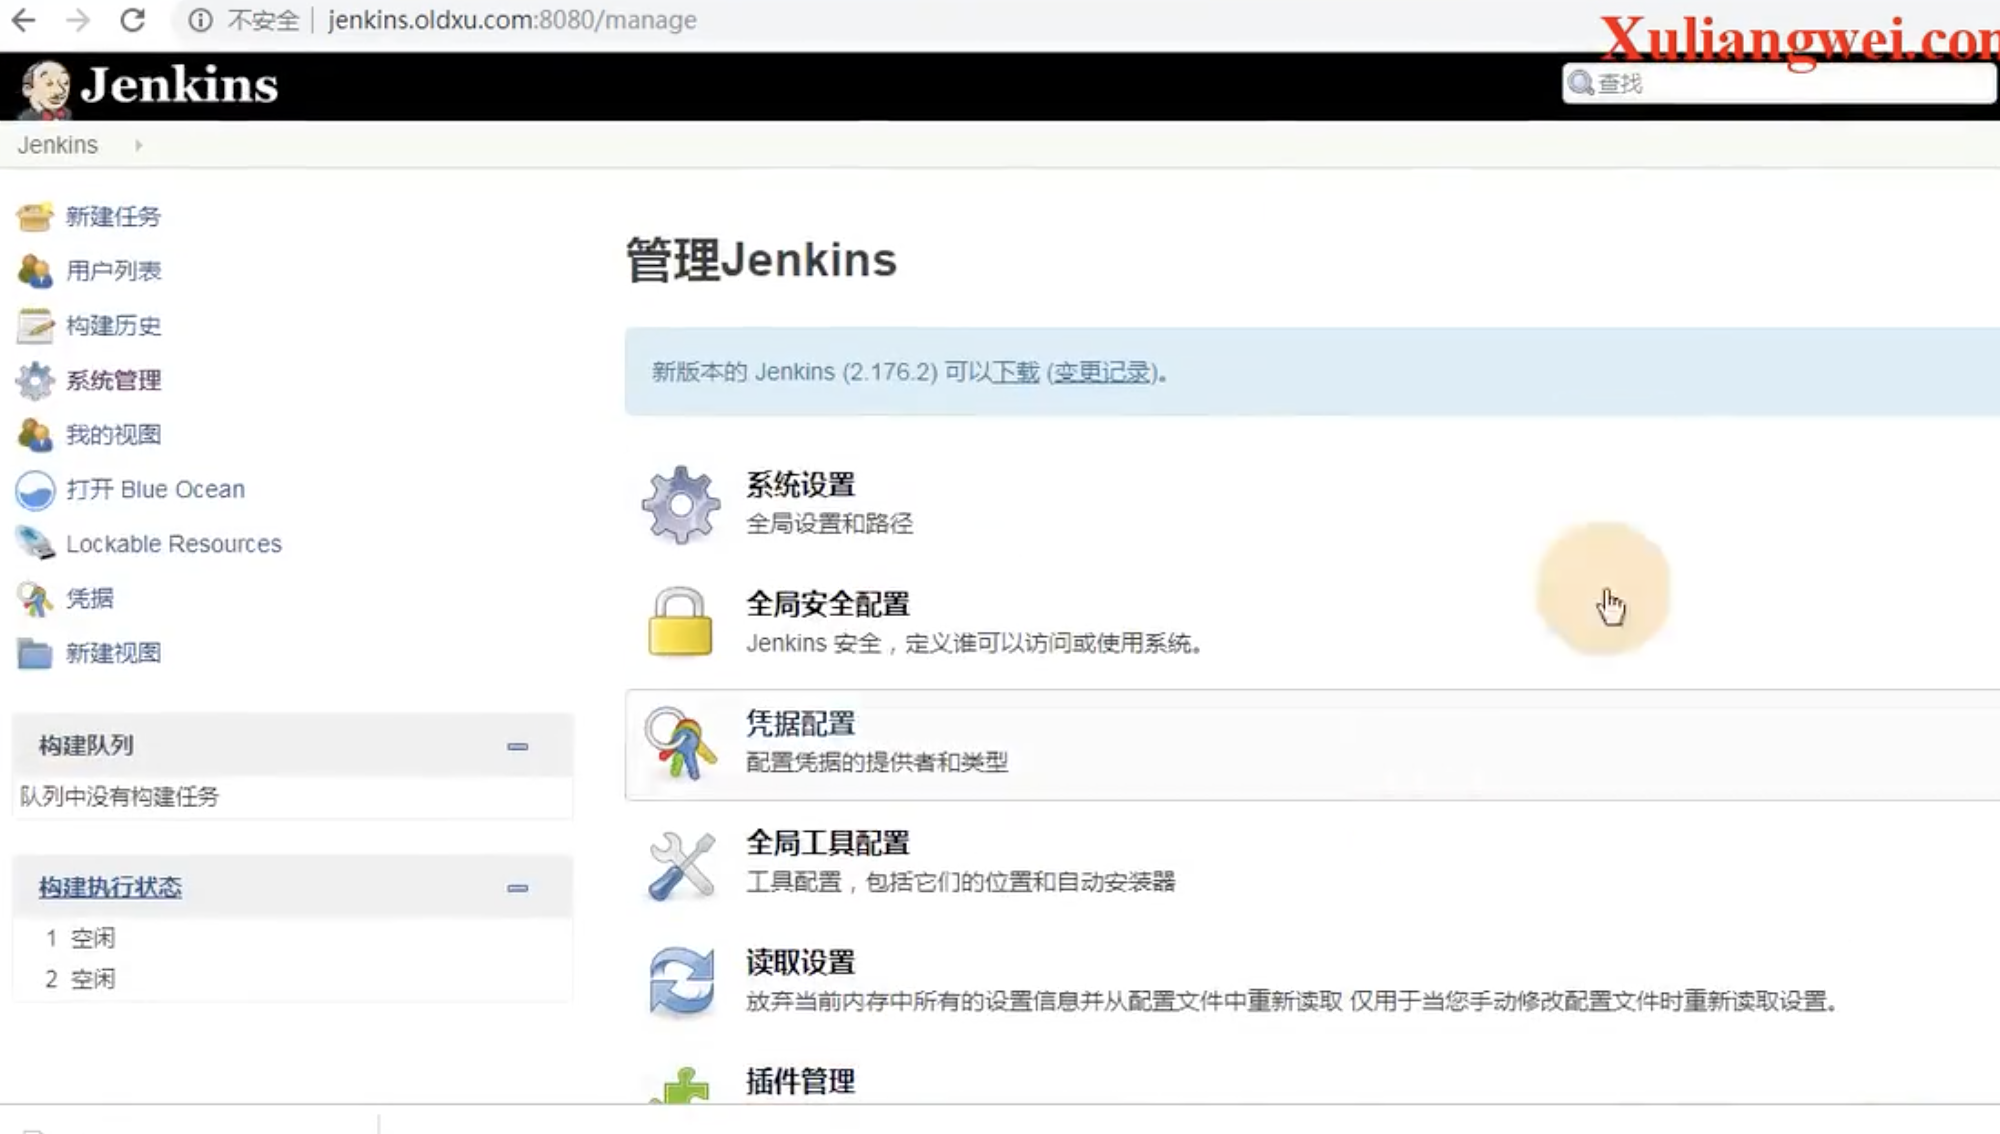 不安全 jenkins.oldxu.com:8080/manage
Xuliangwei.com
Jenkins
查找
Jenkins
新建任务
用户列表
构建历史
系统管理
我的视图
打开 Blue Ocean
Lockable Resources
凭据
新建视图
构建队列
队列中没有构建任务
构建执行状态
1 空闲
2 空闲
管理Jenkins
新版本的 Jenkins (2.176.2) 可以下载 (变更记录)。
系统设置
全局设置和路径
全局安全配置
Jenkins 安全，定义谁可以访问或使用系统。
凭据配置
配置凭据的提供者和类型
全局工具配置
工具配置，包括它们的位置和自动安装器
读取设置
放弃当前内存中所有的设置信息并从配置文件中重新读取 仅用于当您手动修改配置文件时重新读取设置。
插件管理